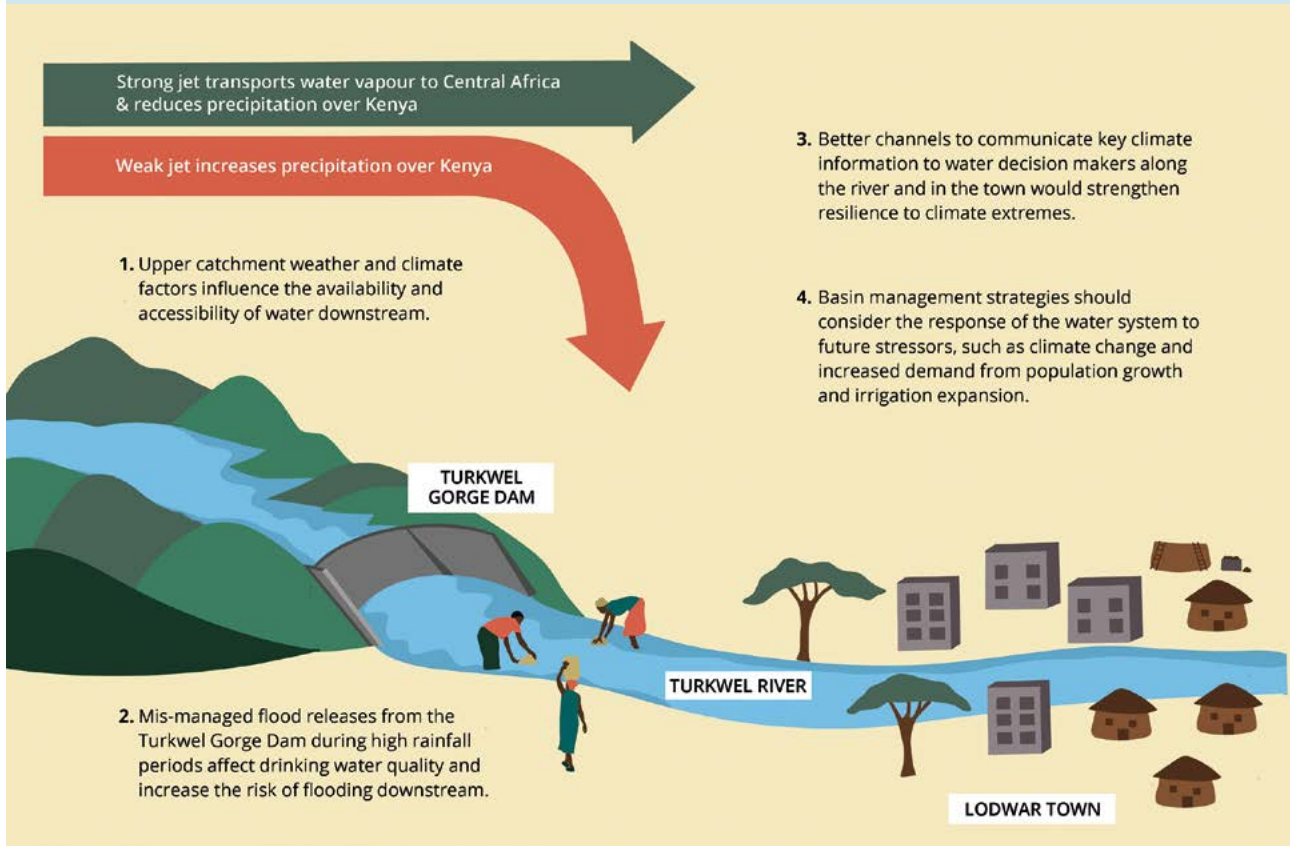 Strong jet transports water vapour to Central Africa
& reduces precipitation over Kenya
Weak jet increases precipitation over Kenya
1. Upper catchment weather and climate
factors influence the availability and
accessibility of water downstream.
3. Better channels to communicate key climate
information to water decision makers along
the river and in the town would strengthen
resilience to climate extremes.
4. Basin management strategies should
consider the response of the water system to
future stressors, such as climate change and
increased demand from population growth
and irrigation expansion.
TURKWEL
GORGE DAM
TURKWEL RIVER
2. Mis-managed flood releases from the
Turkwel Gorge Dam during high rainfall
periods affect drinking water quality and
increase the risk of flooding downstream.
LODWAR TOWN